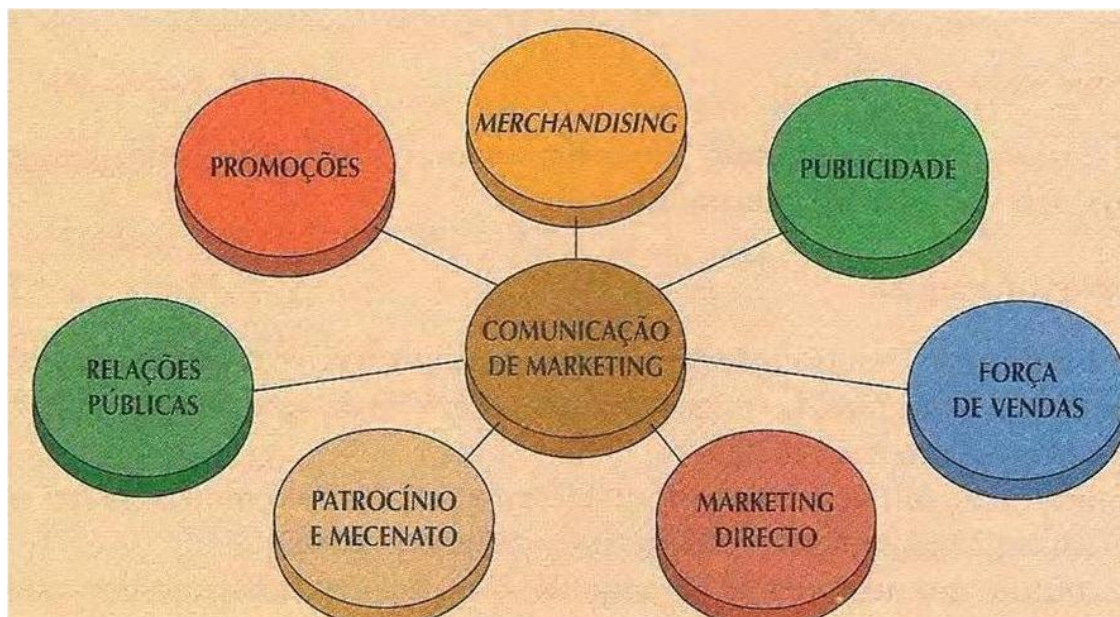 MERCHANDISING
PROMOÇÕES
PUBLICIDADE
COMUNICAÇÃO
DE MARKETING
RELAÇÕES
PÚBLICAS
FORÇA
DE VENDAS
PATROCÍNIO
E MECENATO
MARKETING
DIRECTO